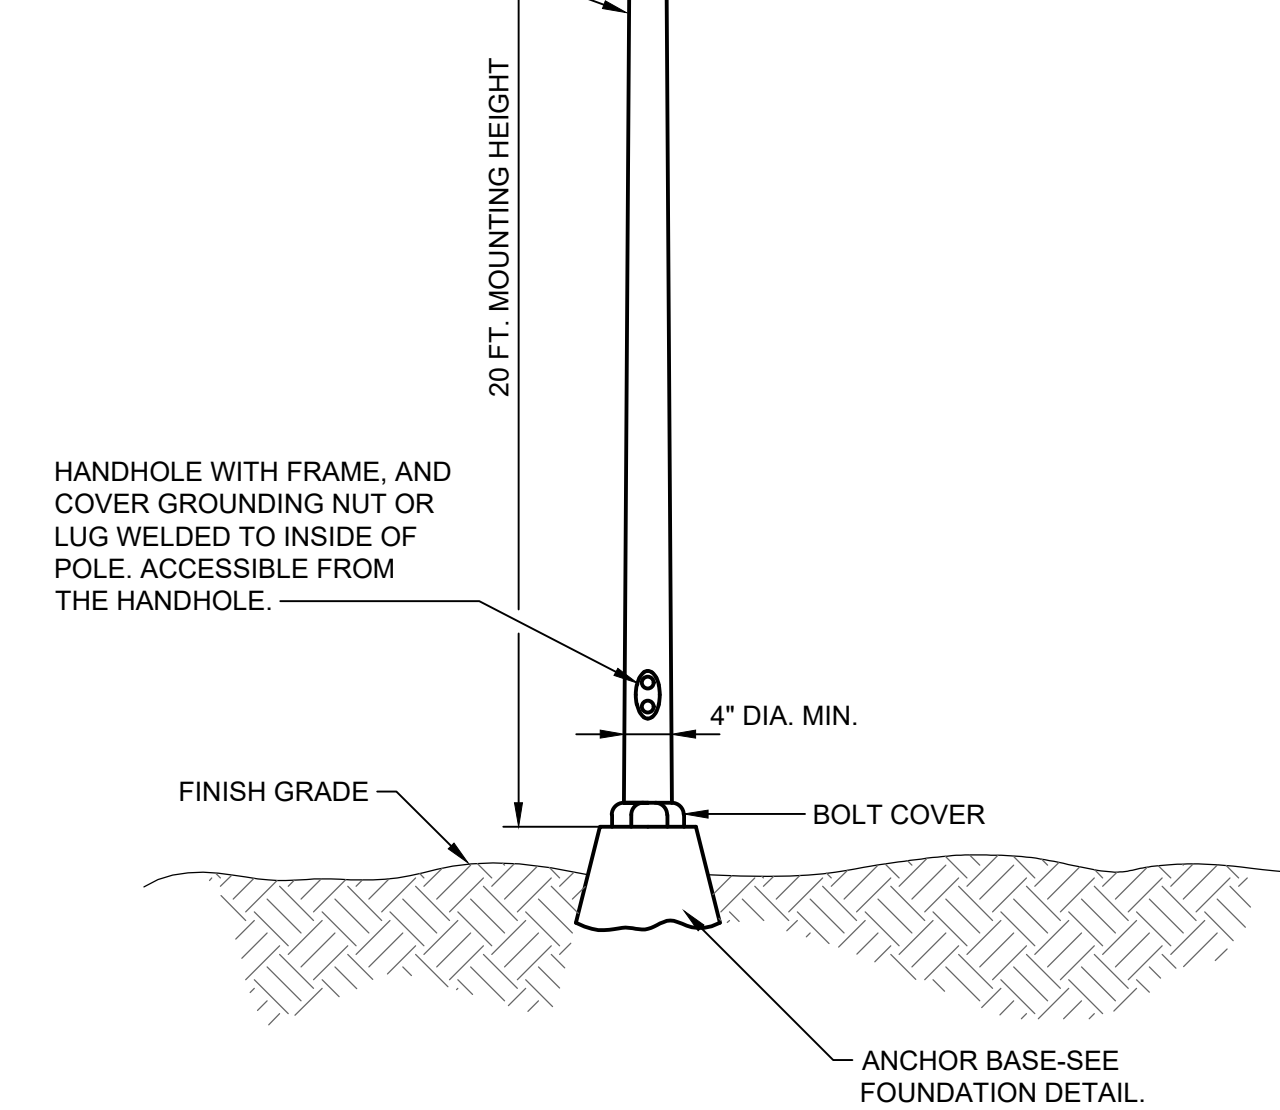 20 FT. MOUNTING HEIGHT
HANDHOLE WITH FRAME, AND
COVER GROUNDING NUT OR
LUG WELDED TO INSIDE OF
POLE. ACCESSIBLE FROM
THE HANDHOLE.
4" DIA. MIN.
FINISH GRADE
BOLT COVER
ANCHOR BASE-SEE
FOUNDATION DETAIL.